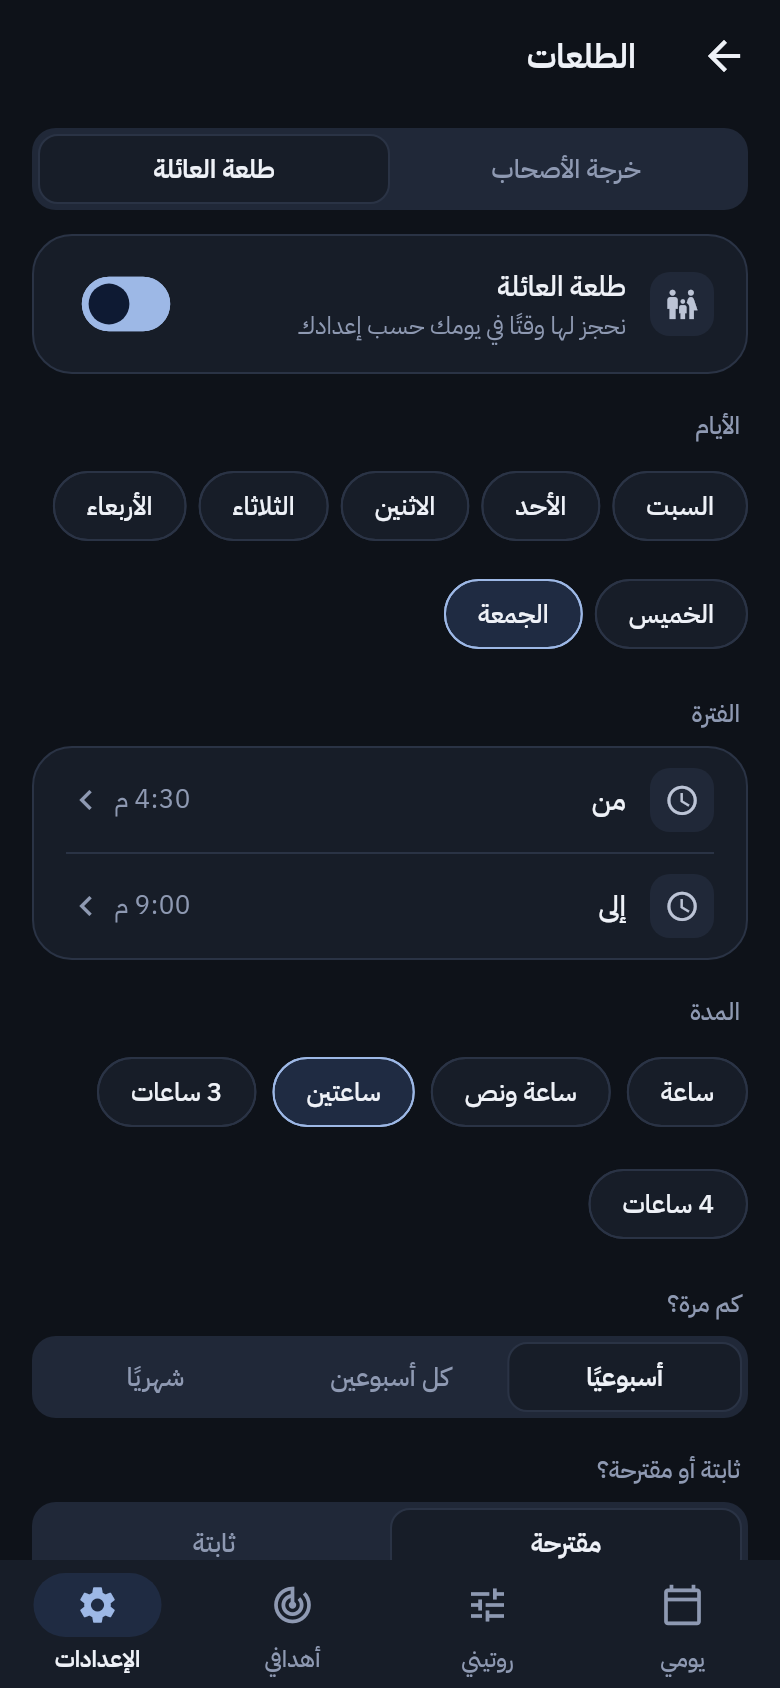 الطلعات
خرجة الأصحاب
طلعة العائلة
طلعة العائلة
نحجز لها وقتًا في يومك حسب إعدادك
الأيام
السبت
الأحد
الاثنين
الثلاثاء
الأربعاء
الخميس
الجمعة
الفترة
من
4:30 م
إلى
9:00 م
المدة
ساعة
ساعة ونص
ساعتين
3 ساعات
4 ساعات
كم مرة؟
أسبوعيًا
كل أسبوعين
شهريًا
ثابتة أو مقترحة؟
مقترحة
ثابتة
يومي
روتيني
أهدافي
الإعدادات